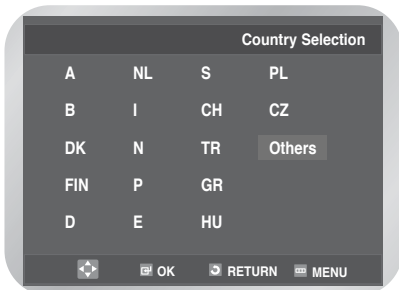 Country Selection
A NL S PL
B I CH CZ
DK N TR Others
FIN P GR
D E HU
OK RETURN MENU